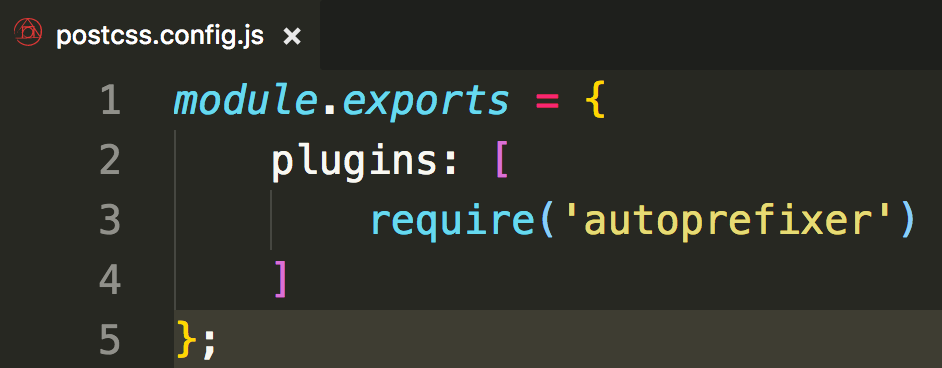 postcss.config.js ×
1 module.exports = {
2     plugins: [
3         require('autoprefixer')
4     ]
5 };